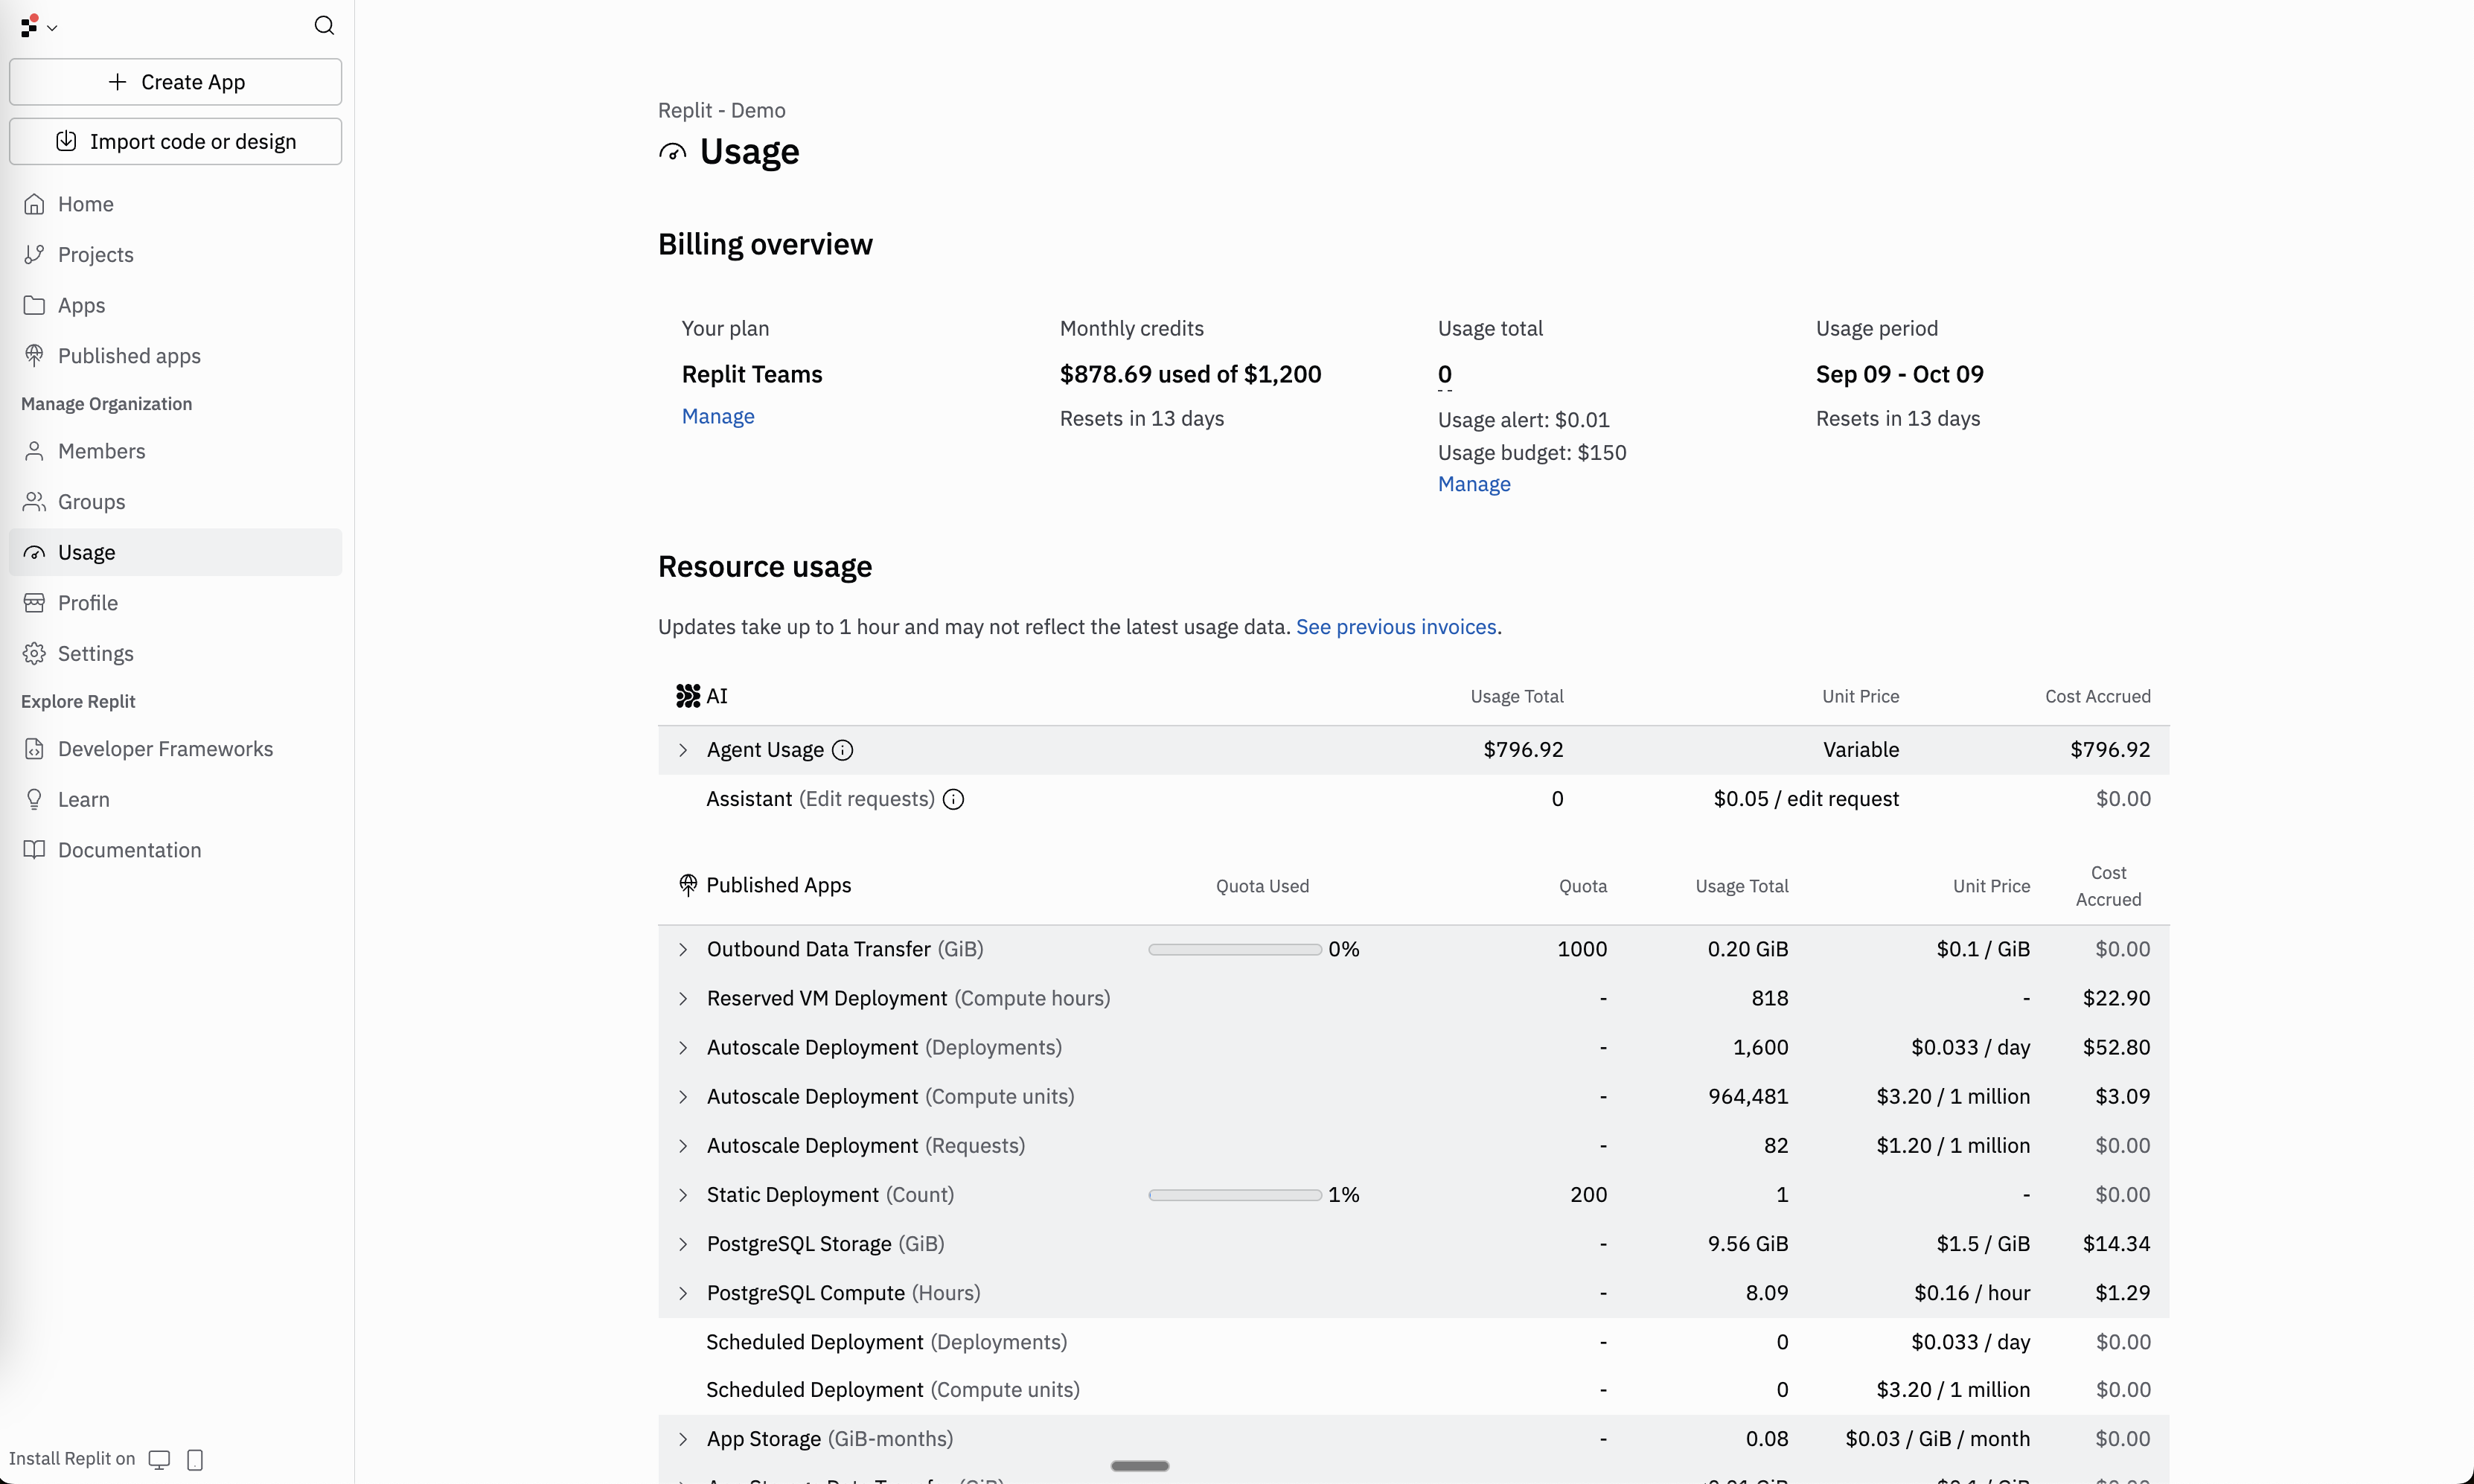 Create App
Import code or design
Home
Projects
Apps
Published apps
Manage Organization
Members
Groups
Usage
Profile
Settings
Explore Replit
Developer Frameworks
Learn
Documentation
Install Replit on
Replit - Demo
Usage
Billing overview
Your plan
Replit Teams
Manage
Monthly credits
$878.69 used of $1,200
Resets in 13 days
Usage total
0
Usage alert: $0.01
Usage budget: $150
Manage
Usage period
Sep 09 - Oct 09
Resets in 13 days
Resource usage
Updates take up to 1 hour and may not reflect the latest usage data. See previous invoices.
AI Usage Total Unit Price Cost Accrued
Agent Usage $796.92 Variable $796.92
Assistant (Edit requests) 0 $0.05 / edit request $0.00
Published Apps Quota Used Quota Usage Total Unit Price Cost Accrued
Outbound Data Transfer (GiB) 0% 1000 0.20 GiB $0.1 / GiB $0.00
Reserved VM Deployment (Compute hours) - 818 - $22.90
Autoscale Deployment (Deployments) - 1,600 $0.033 / day $52.80
Autoscale Deployment (Compute units) - 964,481 $3.20 / 1 million $3.09
Autoscale Deployment (Requests) - 82 $1.20 / 1 million $0.00
Static Deployment (Count) 1% 200 1 - $0.00
PostgreSQL Storage (GiB) - 9.56 GiB $1.5 / GiB $14.34
PostgreSQL Compute (Hours) - 8.09 $0.16 / hour $1.29
Scheduled Deployment (Deployments) - 0 $0.033 / day $0.00
Scheduled Deployment (Compute units) - 0 $3.20 / 1 million $0.00
App Storage (GiB-months) - 0.08 $0.03 / GiB / month $0.00